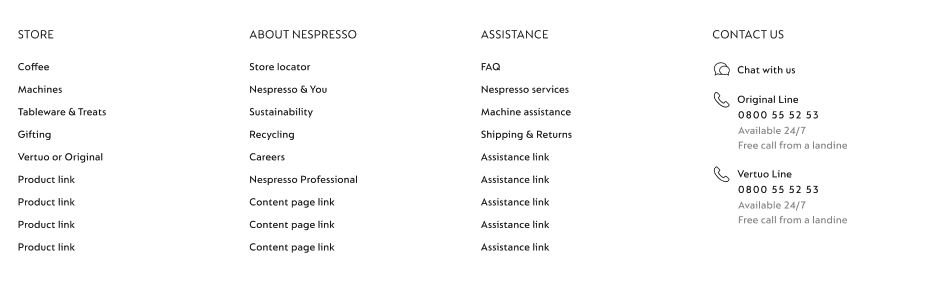 STORE
Coffee
Machines
Tableware & Treats
Gifting
Vertuo or Original
Product link
Product link
Product link
Product link
ABOUT NESPRESSO
Store locator
Nespresso & You
Sustainability
Recycling
Careers
Nespresso Professional
Content page link
Content page link
Content page link
ASSISTANCE
FAQ
Nespresso services
Machine assistance
Shipping & Returns
Assistance link
Assistance link
Assistance link
Assistance link
Assistance link
CONTACT US
Chat with us
Original Line
0800 55 52 53
Available 24/7
Free call from a landine
Vertuo Line
0800 55 52 53
Available 24/7
Free call from a landine